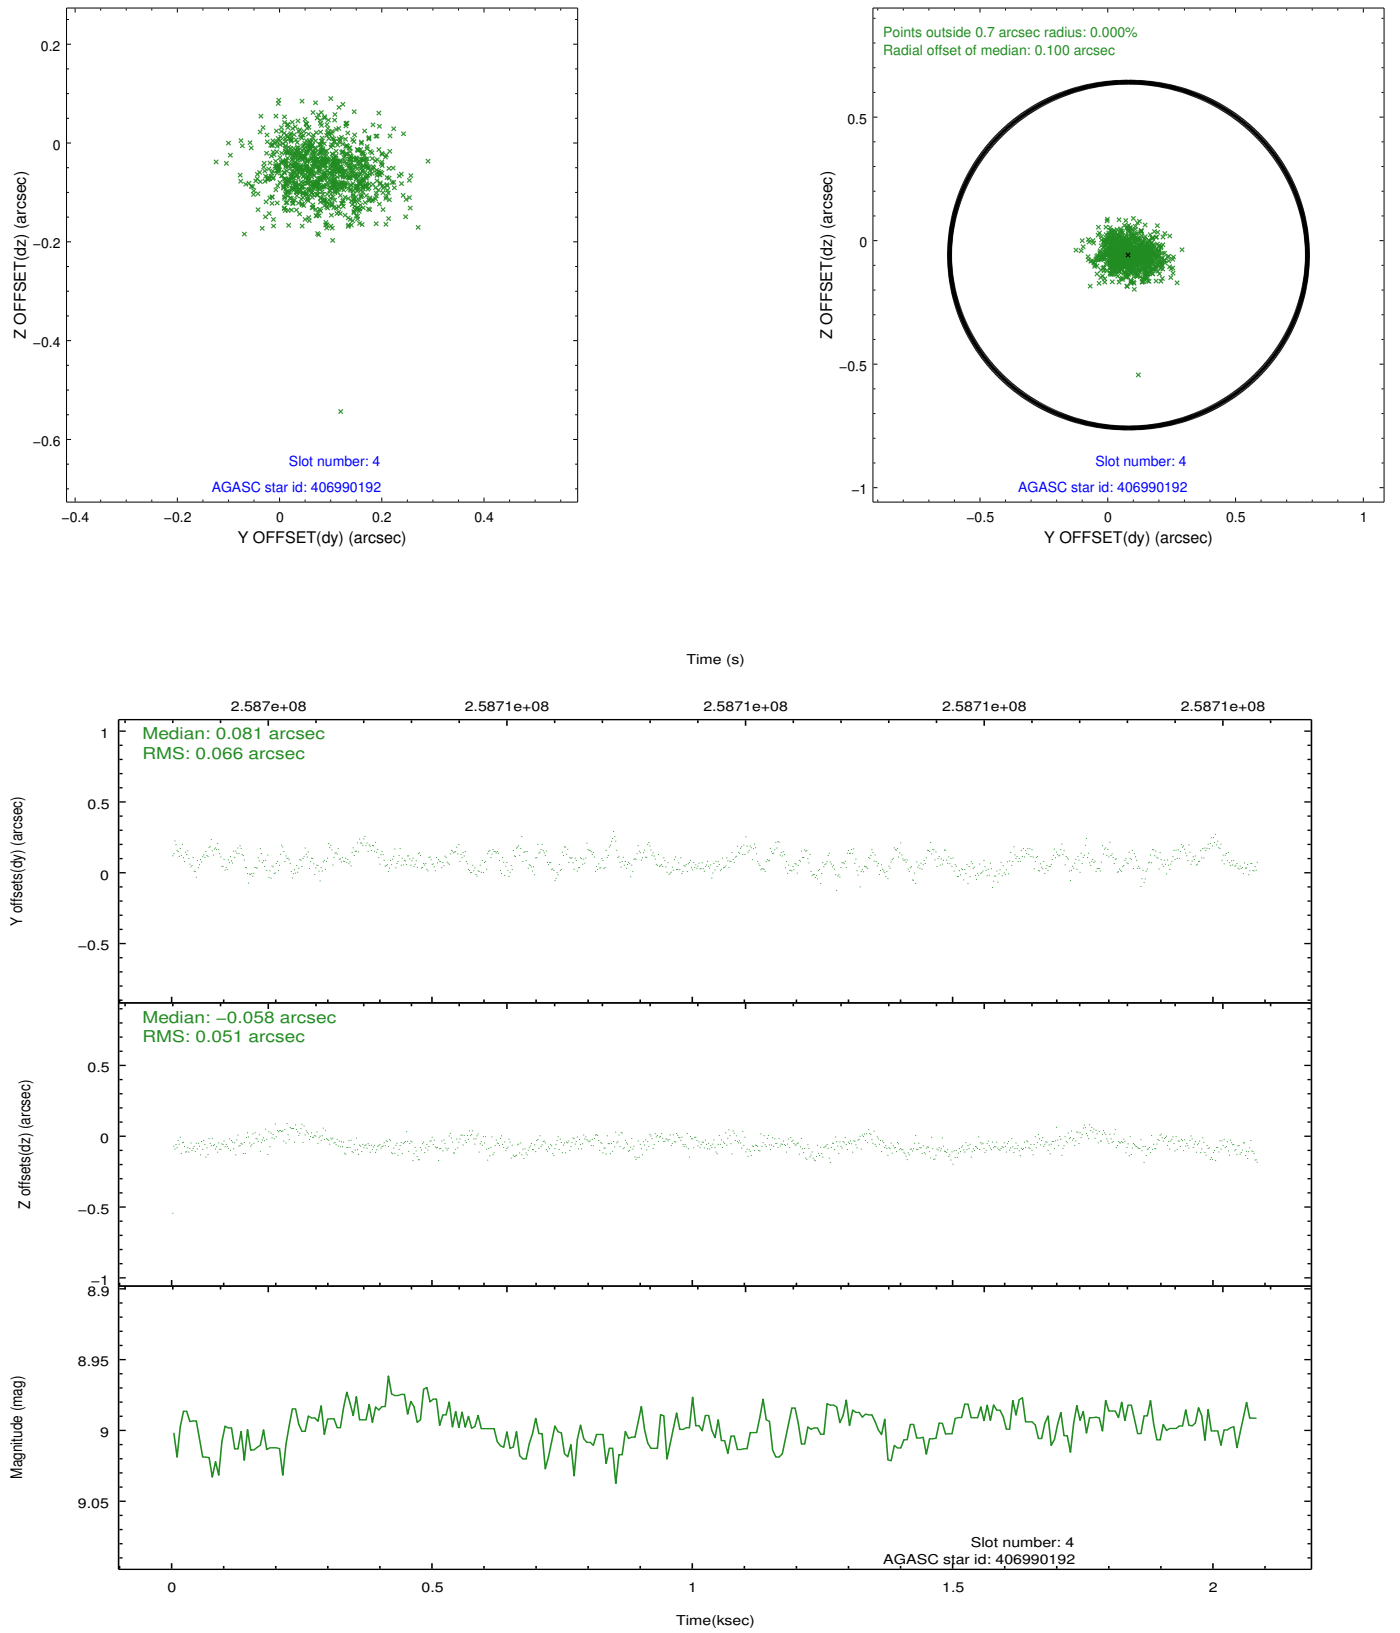 0.2
0
−0.2
−0.4
−0.6
Z OFFSET(dz) (arcsec)
Slot number: 4
AGASC star id: 406990192
−0.4 −0.2 0 0.2 0.4
Y OFFSET(dy) (arcsec)
Points outside 0.7 arcsec radius: 0.000%
Radial offset of median: 0.100 arcsec
0.5
0
−0.5
−1
Z OFFSET(dz) (arcsec)
Slot number: 4
AGASC star id: 406990192
−0.5 0 0.5 1
Y OFFSET(dy) (arcsec)
Time (s)
2.587e+08 2.5871e+08 2.5871e+08 2.5871e+08 2.5871e+08
Median: 0.081 arcsec
RMS: 0.066 arcsec
1
0.5
0
−0.5
Y offsets(dy) (arcsec)
Median: −0.058 arcsec
RMS: 0.051 arcsec
0.5
0
−0.5
−1
Z offsets(dz) (arcsec)
8.9
8.95
9
9.05
Magnitude (mag)
Slot number: 4
AGASC star id: 406990192
0 0.5 1 1.5 2
Time(ksec)